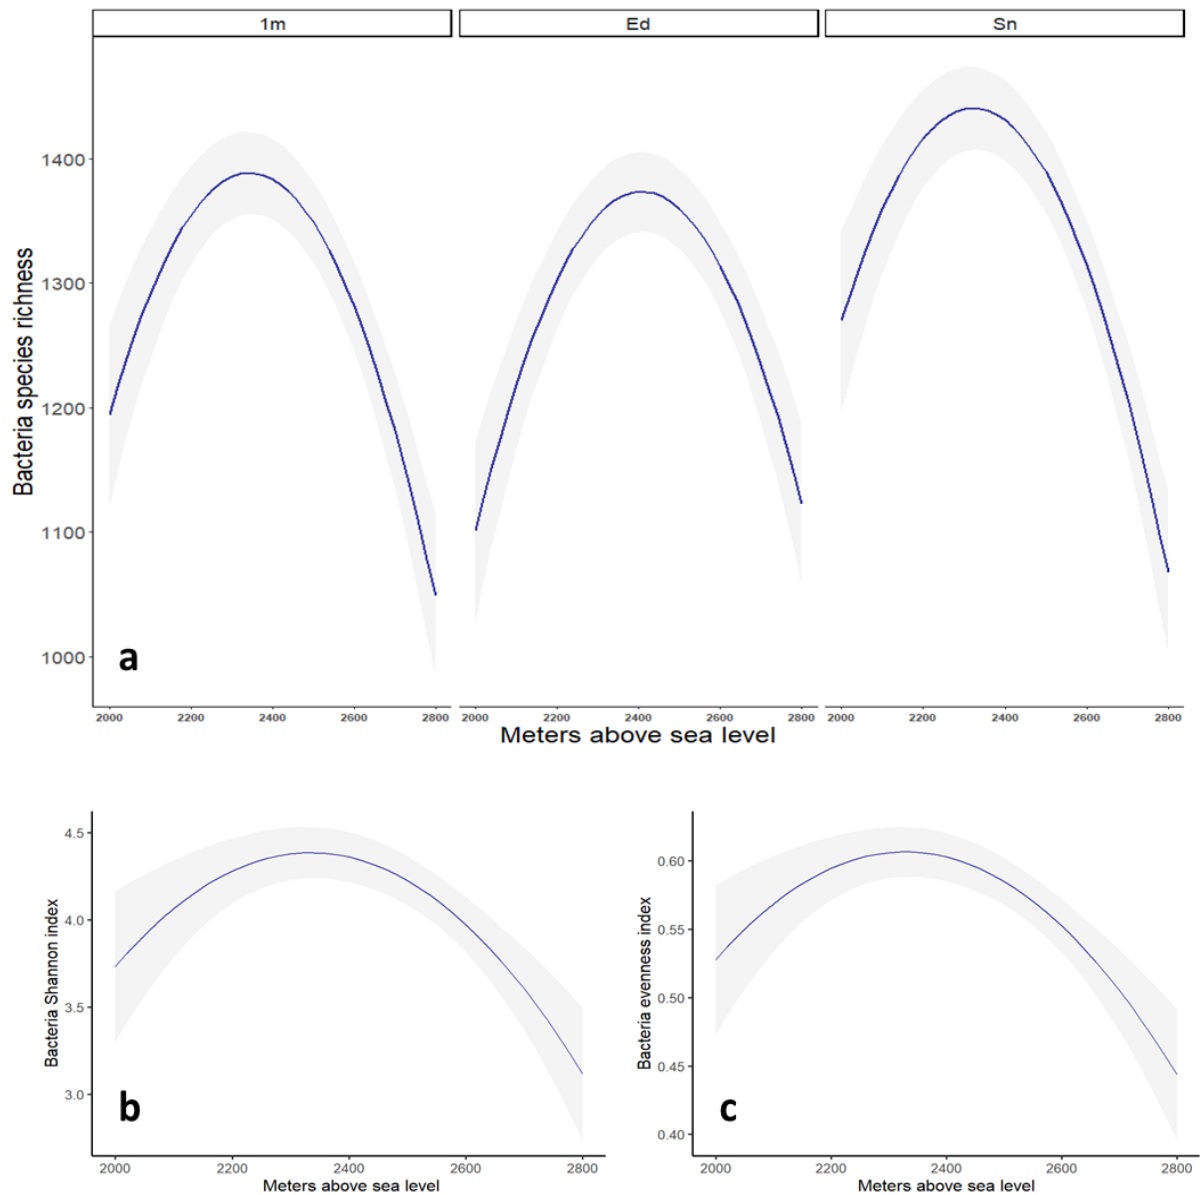 1m Ed Sn
Bacteria species richness
1400
1300
1200
1100
1000
a
2000 2200 2400 2600 2800 2000 2200 2400 2600 2800 2000 2200 2400 2600 2800
Meters above sea level
Bacteria Shannon index
4.5
4.0
3.5
3.0
b
2000 2200 2400 2600 2800
Meters above sea level
Bacteria evenness index
0.60
0.55
0.50
0.45
0.40
c
2000 2200 2400 2600 2800
Meters above sea level